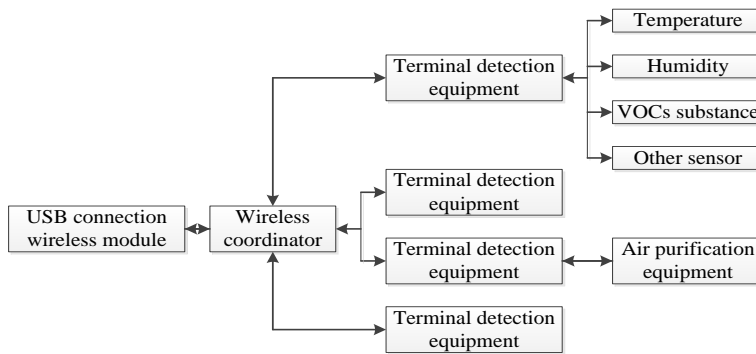 Temperature
Humidity
VOCs substance
Other sensor
Terminal detection
equipment
Terminal detection
equipment
USB connection
wireless module
Wireless
coordinator
Terminal detection
equipment
Air purification
equipment
Terminal detection
equipment